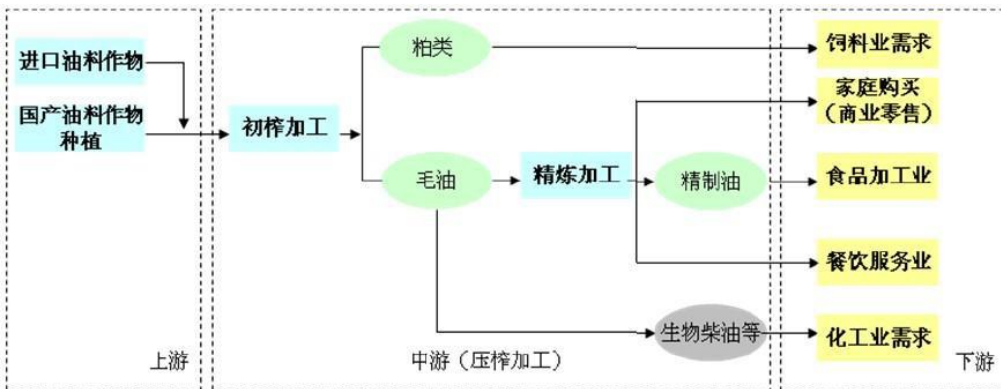 进口油料作物
国产油料作物
种植
初榨加工
粕类
毛油
精炼加工
精制油
生物柴油等
饲料业需求
家庭购买
（商业零售）
食品加工业
餐饮服务业
化工业需求
上游
中游（压榨加工）
下游